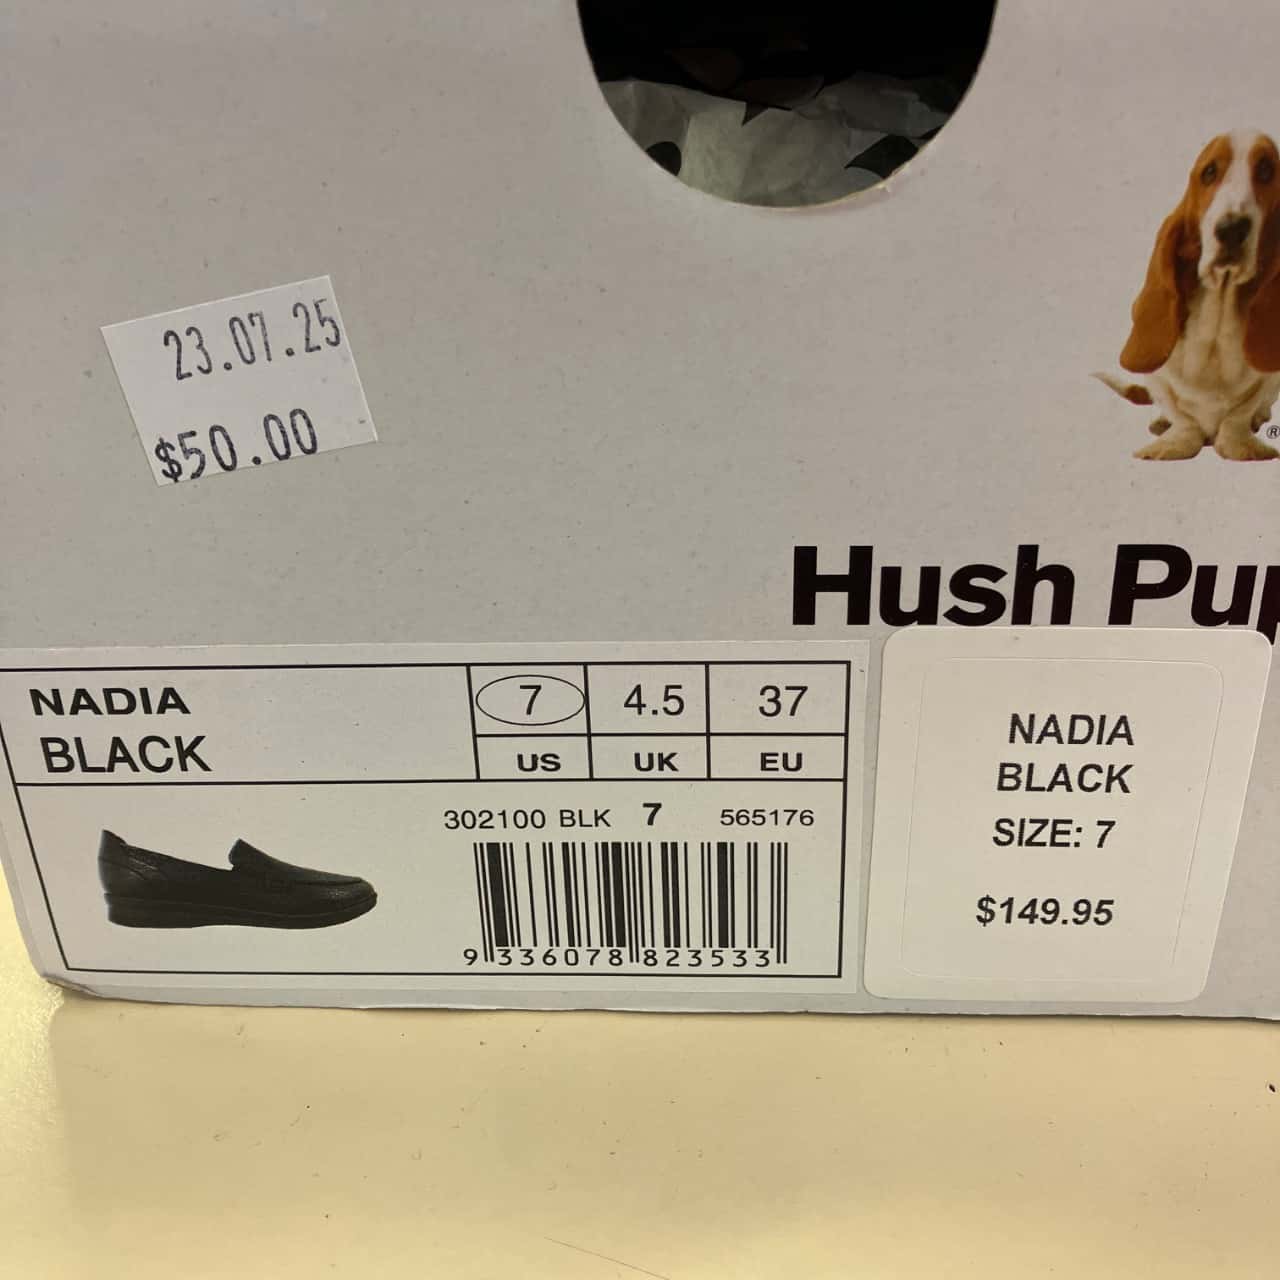 23.07.25
$50.00
®
Hush Pup
NADIA
BLACK
7 4.5 37
US UK EU
302100 BLK 7 565176
9 336078 823533
NADIA
BLACK
SIZE: 7
$149.95